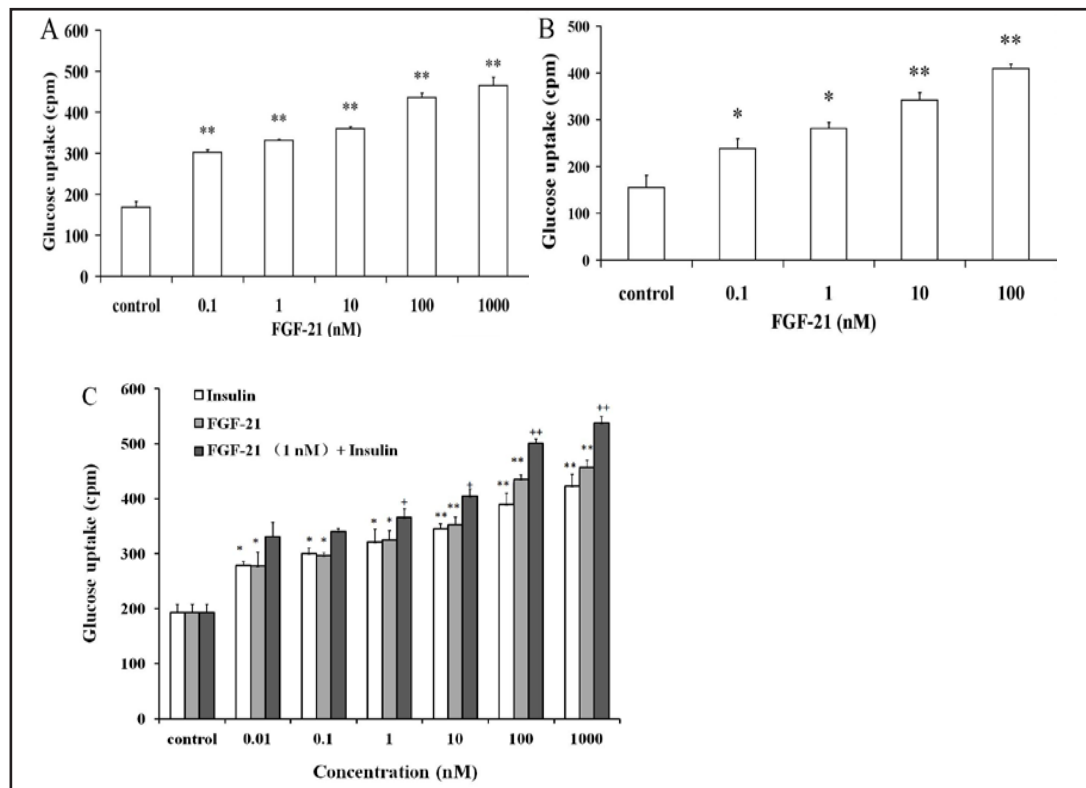 A
600
500
400
300
200
100
0
Glucose uptake (cpm)
** ** ** ** **
control 0.1 1 10 100 1000
FGF-21 (nM)
B
500
400
300
200
100
0
Glucose uptake (cpm)
* * ** **
control 0.1 1 10 100
FGF-21 (nM)
C
600
500
400
300
200
100
0
Glucose uptake (cpm)
Insulin
FGF-21
FGF-21 （1 nM）+ Insulin
* * * * * * + ** ** + ** ** ++ ** ** ++
control 0.01 0.1 1 10 100 1000
Concentration (nM)